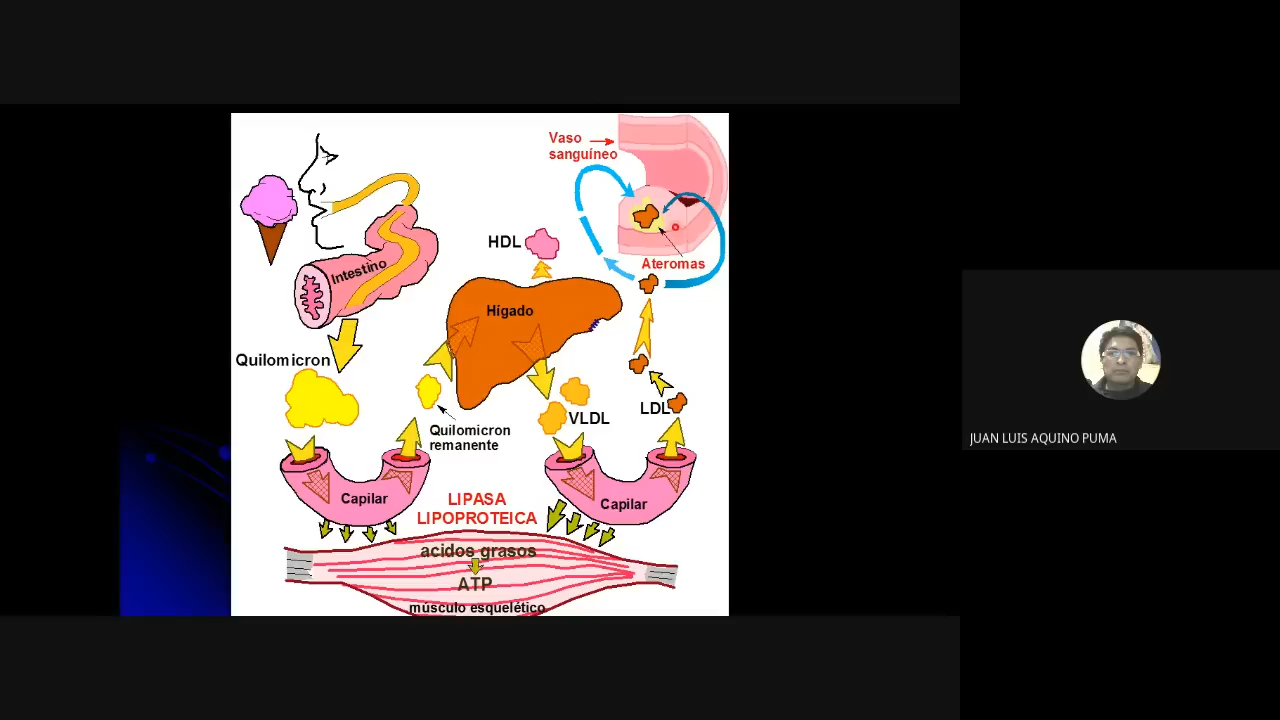 Vaso
sanguíneo
Intestino
HDL
Ateromas
Hígado
Quilomicron
VLDL
LDL
Quilomicron
remanente
Capilar
LIPASA
LIPOPROTEICA
Capilar
acidos grasos
ATP
músculo esquelético
JUAN LUIS AQUINO PUMA